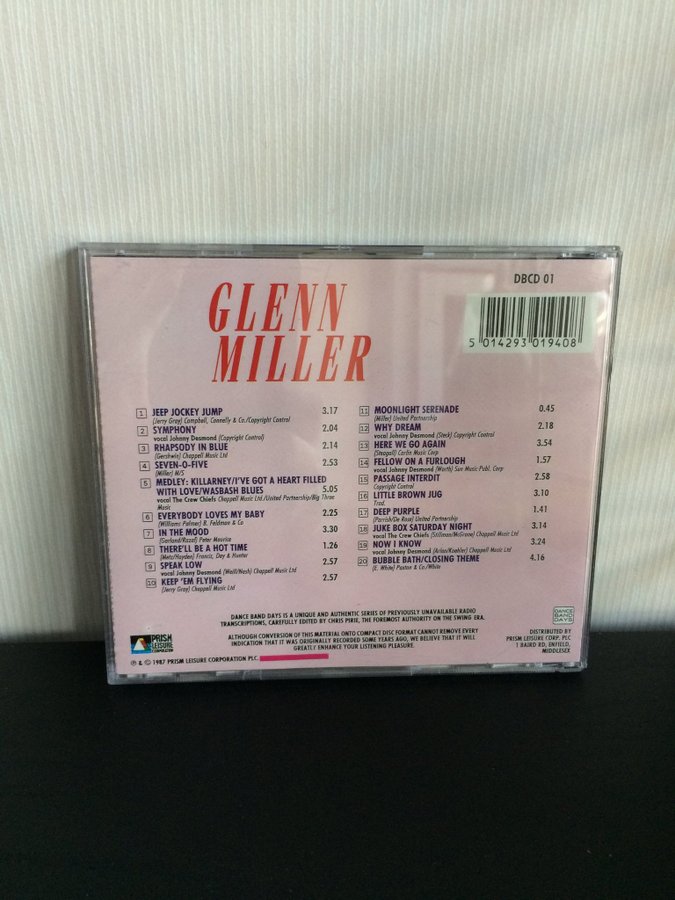 GLENN
MILLER
DBCD 01
5 014293 019408
1 JEEP JOCKEY JUMP 3.17
(Jerry Gray) Campbell, Connelly & Co./Copyright Control
2 SYMPHONY 2.04
vocal Johnny Desmond (Copyright Control)
3 RHAPSODY IN BLUE 2.14
(Gershwin) Chappell Music Ltd
4 SEVEN-O-FIVE 2.53
(Miller) M/S
5 MEDLEY: KILLARNEY/I'VE GOT A HEART FILLED
WITH LOVE/WASBASH BLUES 5.05
vocal The Crew Chiefs Chappell Music Ltd./United Partnership/Big Three
Music
6 EVERYBODY LOVES MY BABY 2.25
(Williams Palmer) B. Feldman & Co
7 IN THE MOOD 3.30
(Garland/Razaf) Peter Maurice
8 THERE'LL BE A HOT TIME 1.26
(Metz/Hayden) Francis, Day & Hunter
9 SPEAK LOW 2.57
vocal Johnny Desmond (Weill/Nash) Chappell Music Ltd
10 KEEP 'EM FLYING 2.57
(Jerry Gray) Chappell Music Ltd
11 MOONLIGHT SERENADE 0.45
(Miller) United Partnership
12 WHY DREAM 2.18
vocal Johnny Desmond (Steck) Copyright Control
13 HERE WE GO AGAIN 3.54
(Steagall) Carlin Music Corp
14 FELLOW ON A FURLOUGH 1.57
vocal Johnny Desmond (Worth) Sun Music Publ. Corp
15 PASSAGE INTERDIT 2.58
Copyright Control
16 LITTLE BROWN JUG 3.10
Trad.
17 DEEP PURPLE 1.41
(Parrish/De Rose) United Partnership
18 JUKE BOX SATURDAY NIGHT 3.14
vocal The Crew Chiefs (Stillman/McGrane) Chappell Music Ltd
19 NOW I KNOW 3.24
vocal Johnny Desmond (Arlen/Koehler) Chappell Music Ltd
20 BUBBLE BATH/CLOSING THEME 4.16
(E. White) Paxton & Co/White
DANCE BAND DAYS IS A UNIQUE AND AUTHENTIC SERIES OF PREVIOUSLY UNAVAILABLE RADIO
TRANSCRIPTIONS, CAREFULLY EDITED BY CHRIS PIRIE, THE FOREMOST AUTHORITY ON THE SWING ERA.
ALTHOUGH CONVERSION OF THIS MATERIAL ONTO COMPACT DISC FORMAT CANNOT REMOVE EVERY
INDICATION THAT IT WAS ORIGINALLY RECORDED SOME YEARS AGO, WE BELIEVE THAT IT WILL
GREATLY ENHANCE YOUR LISTENING PLEASURE.
PRISM
LEISURE
CORPORATION
℗ & © 1987 PRISM LEISURE CORPORATION PLC.
DANCE
BAND
DAYS
DISTRIBUTED BY
PRISM LEISURE CORP. PLC
1 BAIRD RD, ENFIELD,
MIDDLESEX